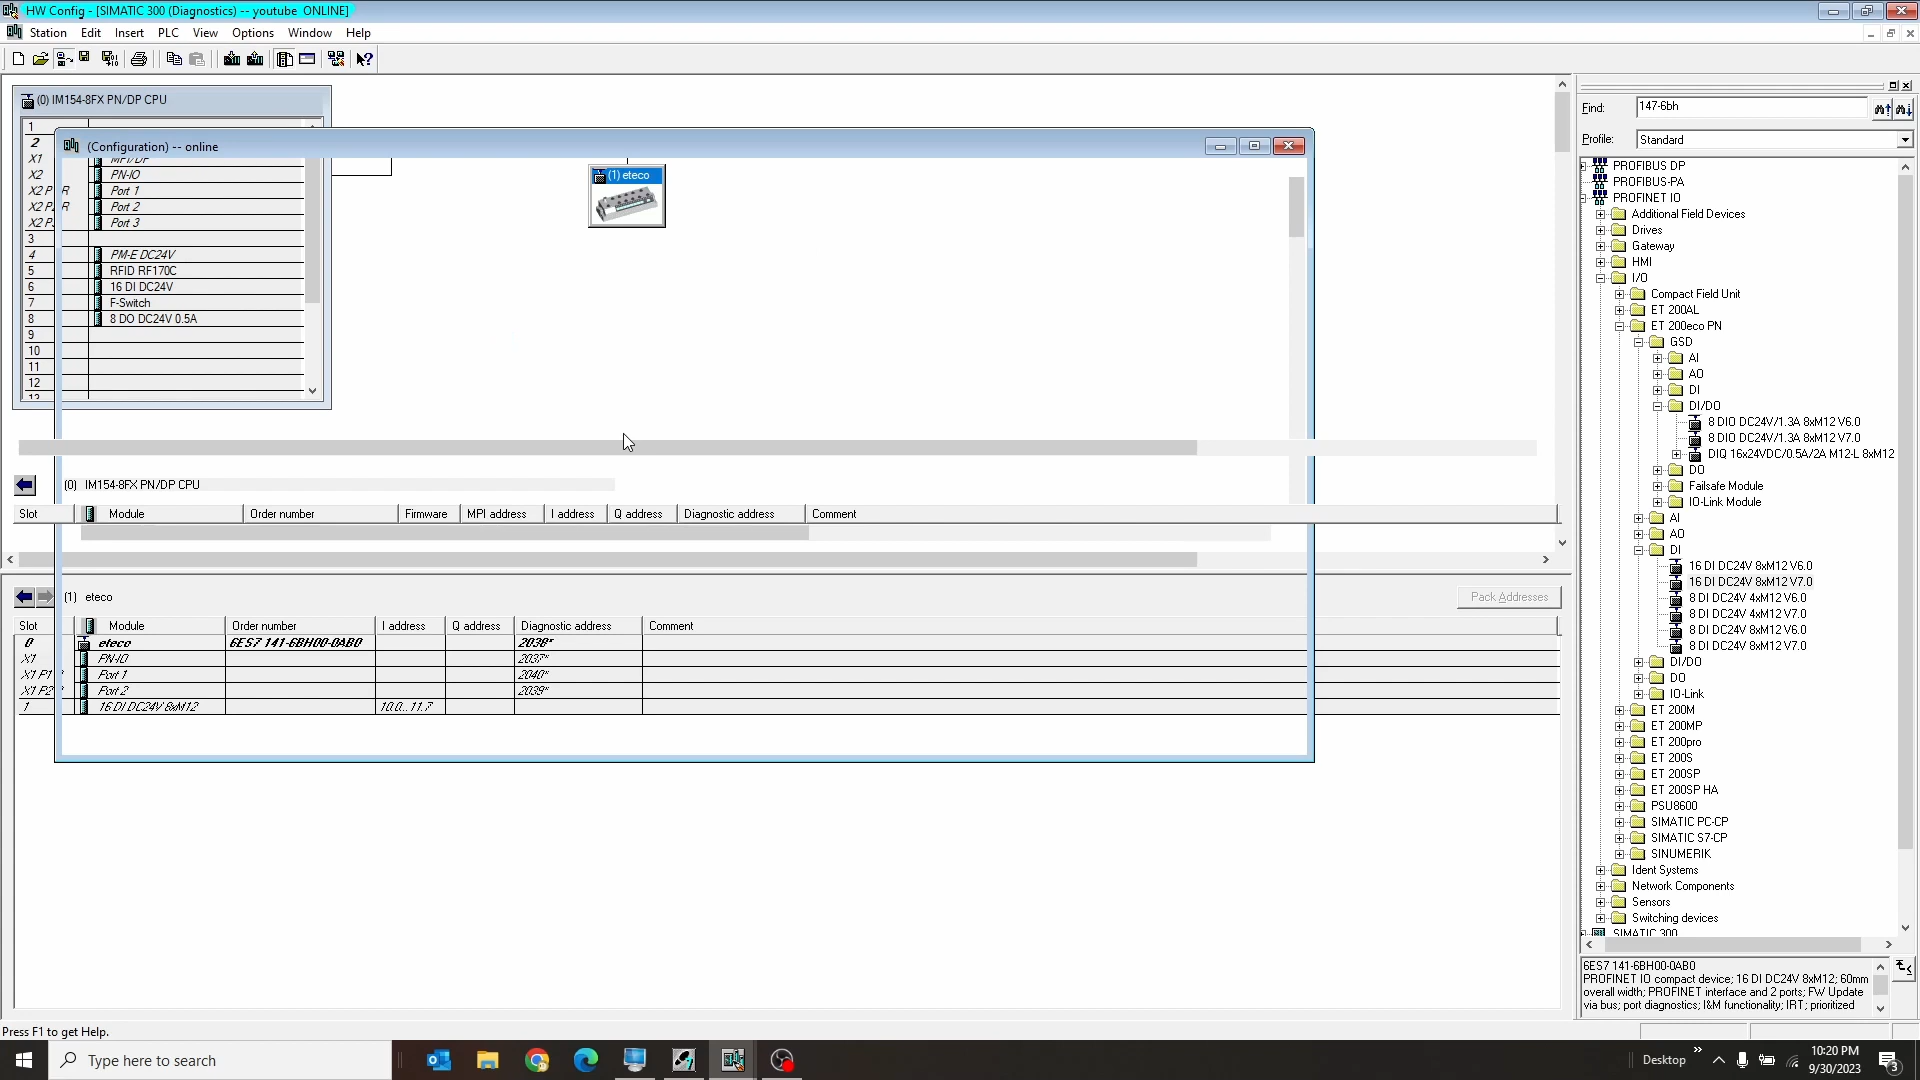 HW Config - [SIMATIC 300 (Diagnostics) -- youtube ONLINE]
Station Edit Insert PLC View Options Window Help
(0) IM154-8FX PN/DP CPU
1
2
X1 MPI/DP
X2 PN-IO
X2 P R Port 1
X2 P R Port 2
X2 P Port 3
3
4 PM-E DC24V
5 RFID RF170C
6 16 DI DC24V
7 F-Switch
8 8 DO DC24V 0.5A
9
10
11
12
13
(Configuration) -- online
(1) eteco
(0) IM154-8FX PN/DP CPU
Slot Module Order number Firmware MPI address I address Q address Diagnostic address Comment
(1) eteco
Pack Addresses
Slot Module Order number I address Q address Diagnostic address Comment
0 eteco 6ES7 141-6BH00-0AB0 2038*
X1 PN-IO 2037*
X1 P1 Port 1 2040*
X1 P2 Port 2 2039*
1 16 DI DC24V 8xM12 10.0...11.7
Find: 147-6bh
Profile: Standard
PROFIBUS DP
PROFIBUS-PA
PROFINET IO
Additional Field Devices
Drives
Gateway
HMI
I/O
Compact Field Unit
ET 200AL
ET 200eco PN
GSD
AI
AO
DI
DI/DO
8 DIO DC24V/1.3A 8xM12 V6.0
8 DIO DC24V/1.3A 8xM12 V7.0
DIQ 16x24VDC/0.5A/2A M12-L 8xM12
DO
Failsafe Module
IO-Link Module
AI
AO
DI
16 DI DC24V 8xM12 V6.0
16 DI DC24V 8xM12 V7.0
8 DI DC24V 4xM12 V6.0
8 DI DC24V 4xM12 V7.0
8 DI DC24V 8xM12 V6.0
8 DI DC24V 8xM12 V7.0
DI/DO
DO
IO-Link
ET 200M
ET 200MP
ET 200pro
ET 200S
ET 200SP
ET 200SP HA
PSU8600
SIMATIC PC-CP
SIMATIC S7-CP
SINUMERIK
Ident Systems
Network Components
Sensors
Switching devices
SIMATIC 300
6ES7 141-6BH00-0AB0
PROFINET IO compact device; 16 DI DC24V 8xM12; 60mm
overall width; PROFINET interface and 2 ports; FW Update
via bus; port diagnostics; I&M functionality; IRT; prioritized
Press F1 to get Help.
Type here to search
Desktop
10:20 PM
9/30/2023
3